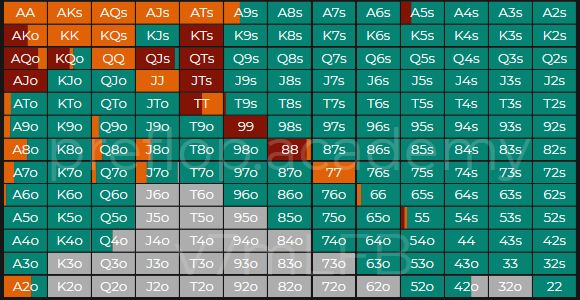 AA AKs AQs AJs ATs A9s A8s A7s A6s A5s A4s A3s A2s
AKo KK KQs KJs KTs K9s K8s K7s K6s K5s K4s K3s K2s
AQo KQo QQ QJs QTs Q9s Q8s Q7s Q6s Q5s Q4s Q3s Q2s
AJo KJo QJo JJ JTs J9s J8s J7s J6s J5s J4s J3s J2s
ATo KTo QTo JTo TT T9s T8s T7s T6s T5s T4s T3s T2s
A9o K9o Q9o J9o T9o 99 98s 97s 96s 95s 94s 93s 92s
A8o K8o Q8o J8o T8o 98o 88 87s 86s 85s 84s 83s 82s
preflop.academy
A7o K7o Q7o J7o T7o 97o 87o 77 76s 75s 74s 73s 72s
A6o K6o Q6o J6o T6o 96o 86o 76o 66 65s 64s 63s 62s
A5o K5o Q5o J5o T5o 95o 85o 75o 65o 55 54s 53s 52s
A4o K4o Q4o J4o T4o 94o 84o 74o 64o 54o 44 43s 42s
v7mLFB
A3o K3o Q3o J3o T3o 93o 83o 73o 63o 53o 43o 33 32s
A2o K2o Q2o J2o T2o 92o 82o 72o 62o 52o 42o 32o 22